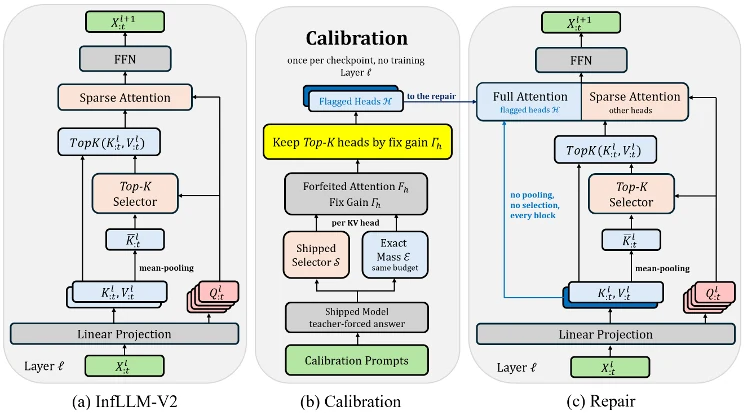 X^{l+1}_{:t}
FFN
Sparse Attention
TopK(K^l_{:t}, V^l_{:t})
Top-K
Selector
K̅^l_{:t}
mean-pooling
K^l_{:t}, V^l_{:t}
Q^l_{:t}
Linear Projection
Layer ℓ
X^l_{:t}
(a) InfLLM-V2
Calibration
once per checkpoint, no training
Layer ℓ
Flagged Heads ℋ
to the repair
Keep Top-K heads by fix gain Γ_h
Forfeited Attention F_h
Fix Gain Γ_h
per KV head
Shipped
Selector 𝒮
Exact
Mass ℰ
same budget
Shipped Model
teacher-forced answer
Calibration Prompts
(b) Calibration
X^{l+1}_{:t}
FFN
Full Attention
flagged heads ℋ
Sparse Attention
other heads
TopK(K^l_{:t}, V^l_{:t})
no pooling,
no selection,
every block
Top-K
Selector
K̅^l_{:t}
mean-pooling
K^l_{:t}, V^l_{:t}
Q^l_{:t}
Linear Projection
Layer ℓ
X^l_{:t}
(c) Repair